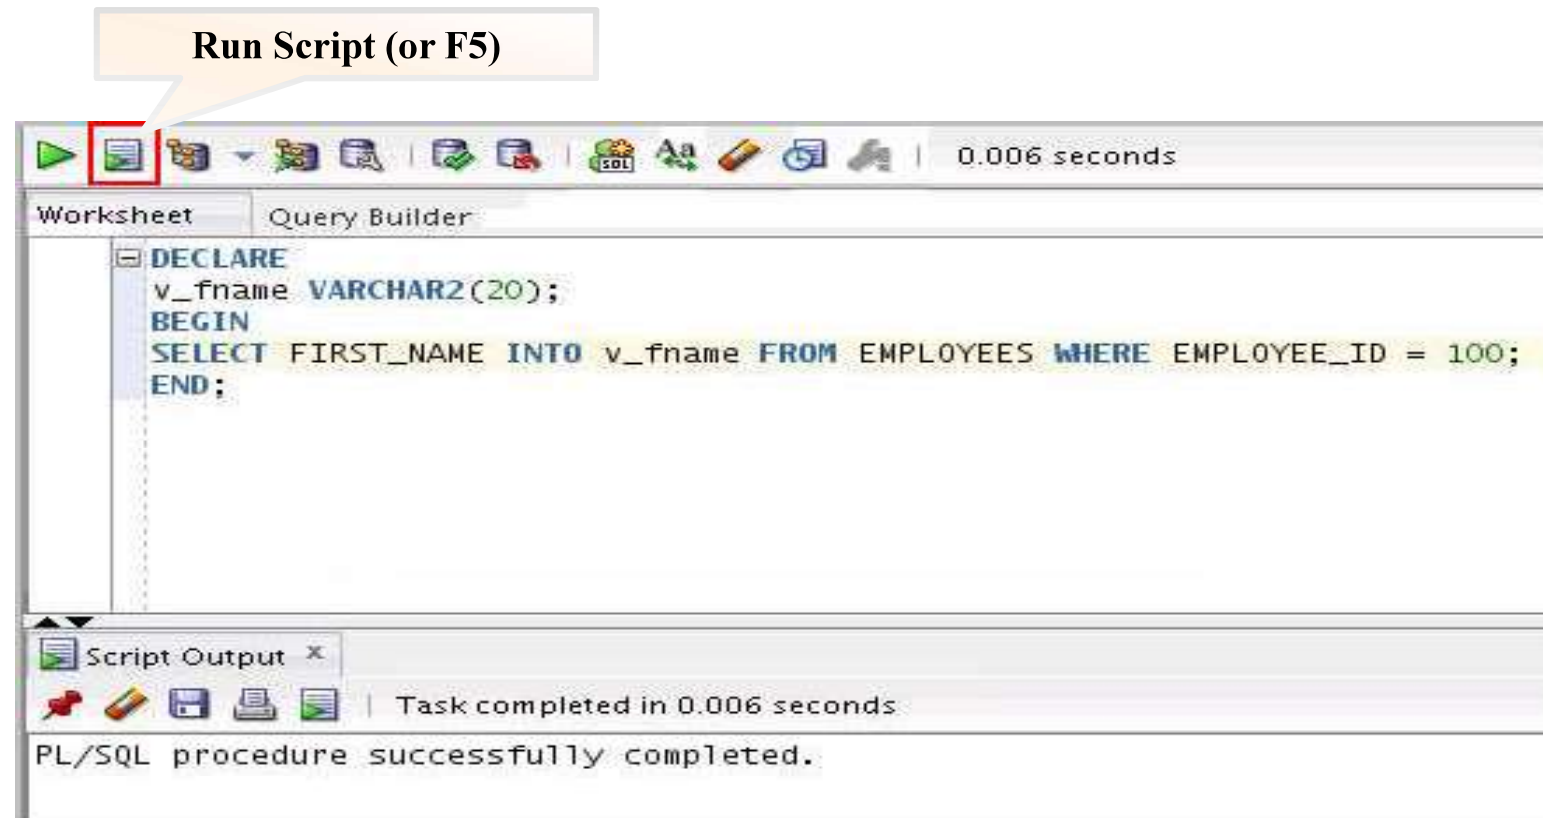 Run Script (or F5)
SQL Aa 0.006 seconds
Worksheet Query Builder
DECLARE
v_fname VARCHAR2(20);
BEGIN
SELECT FIRST_NAME INTO v_fname FROM EMPLOYEES WHERE EMPLOYEE_ID = 100;
END;
Script Output ×
Task completed in 0.006 seconds
PL/SQL procedure successfully completed.